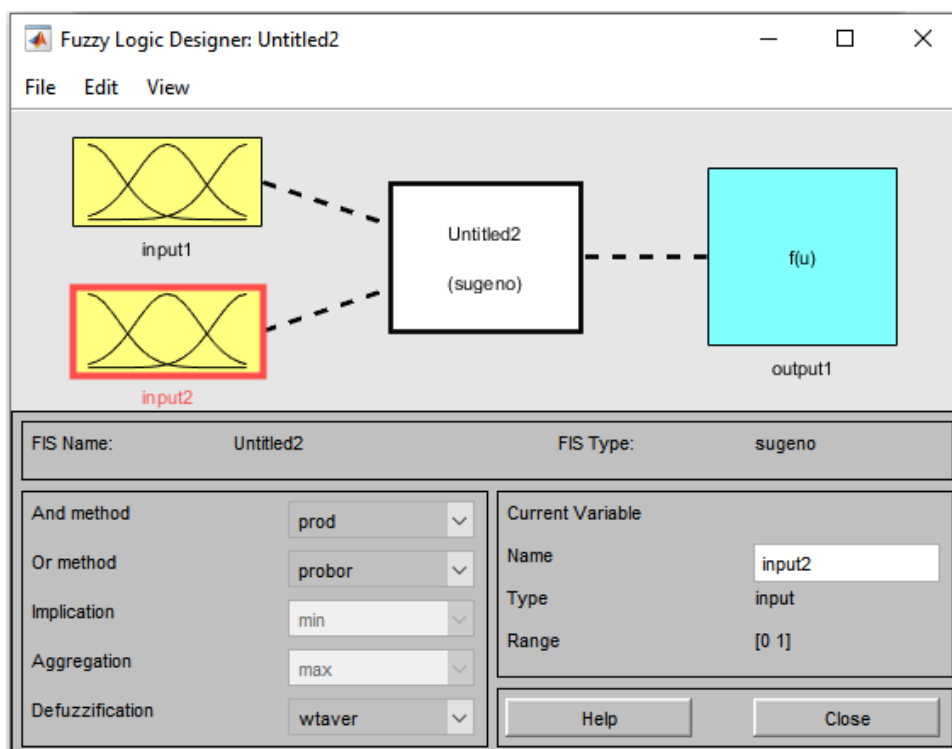 Fuzzy Logic Designer: Untitled2
File Edit View
input1
input2
Untitled2
(sugeno)
f(u)
output1
FIS Name: Untitled2 FIS Type: sugeno
And method prod
Or method probor
Implication min
Aggregation max
Defuzzification wtaver
Current Variable
Name input2
Type input
Range [0 1]
Help Close